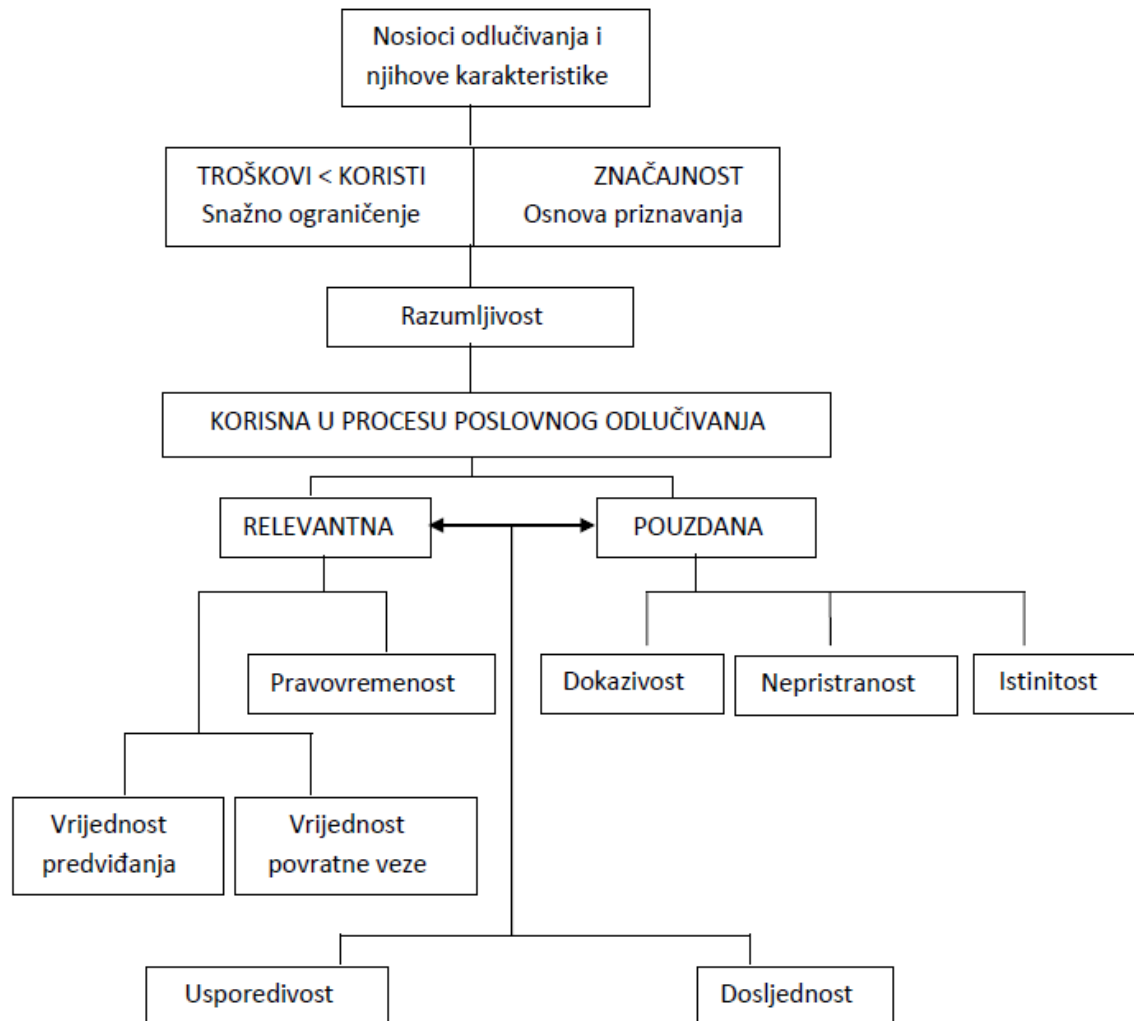 Nosioci odlučivanja i
njihove karakteristike
TROŠKOVI < KORISTI
Snažno ograničenje
ZNAČAJNOST
Osnova priznavanja
Razumljivost
KORISNA U PROCESU POSLOVNOG ODLUČIVANJA
RELEVANTNA
POUZDANA
Pravovremenost
Dokazivost
Nepristranost
Istinitost
Vrijednost
predviđanja
Vrijednost
povratne veze
Usporedivost
Dosljednost